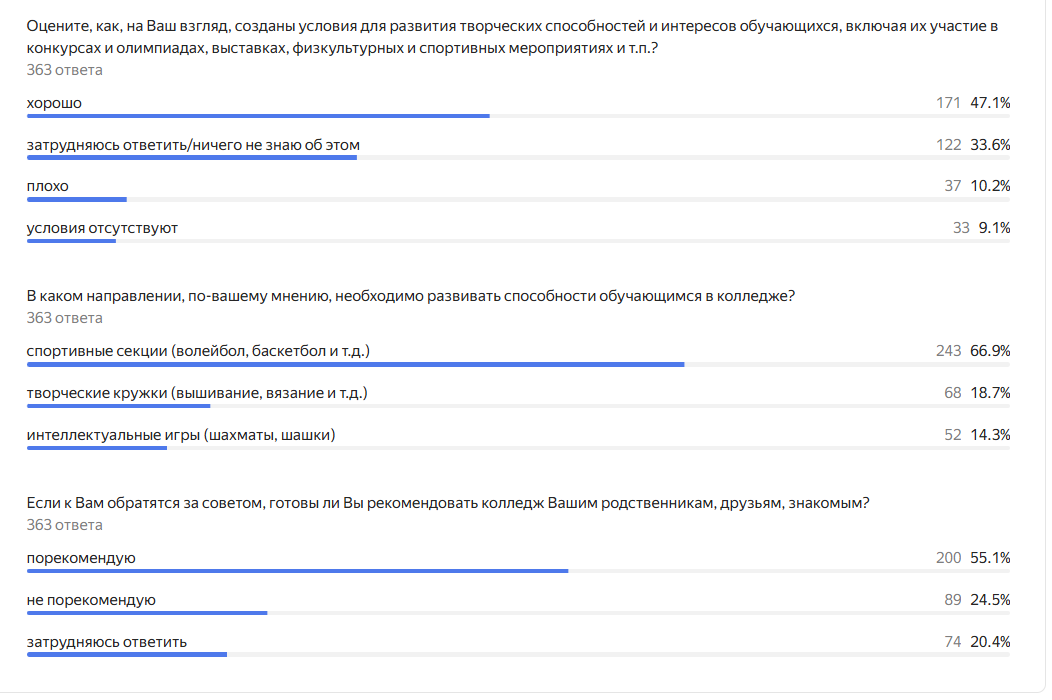 Оцените, как, на Ваш взгляд, созданы условия для развития творческих способностей и интересов обучающихся, включая их участие в
конкурсах и олимпиадах, выставках, физкультурных и спортивных мероприятиях и т.п.?
363 ответа
хорошо 171 47.1%
затрудняюсь ответить/ничего не знаю об этом 122 33.6%
плохо 37 10.2%
условия отсутствуют 33 9.1%
В каком направлении, по-вашему мнению, необходимо развивать способности обучающимся в колледже?
363 ответа
спортивные секции (волейбол, баскетбол и т.д.) 243 66.9%
творческие кружки (вышивание, вязание и т.д.) 68 18.7%
интеллектуальные игры (шахматы, шашки) 52 14.3%
Если к Вам обратятся за советом, готовы ли Вы рекомендовать колледж Вашим родственникам, друзьям, знакомым?
363 ответа
порекомендую 200 55.1%
не порекомендую 89 24.5%
затрудняюсь ответить 74 20.4%